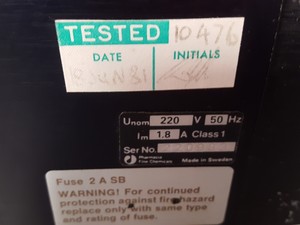 TESTED 10476
DATE INITIALS
Unom 220 V 50 Hz
Im 1.8 A Class 1
Ser No.
Pharmacia
Fine Chemicals Made in Sweden
Fuse 2 A SB
WARNING! For continued
protection against fire hazard
replace only with same type
and rating of fuse.